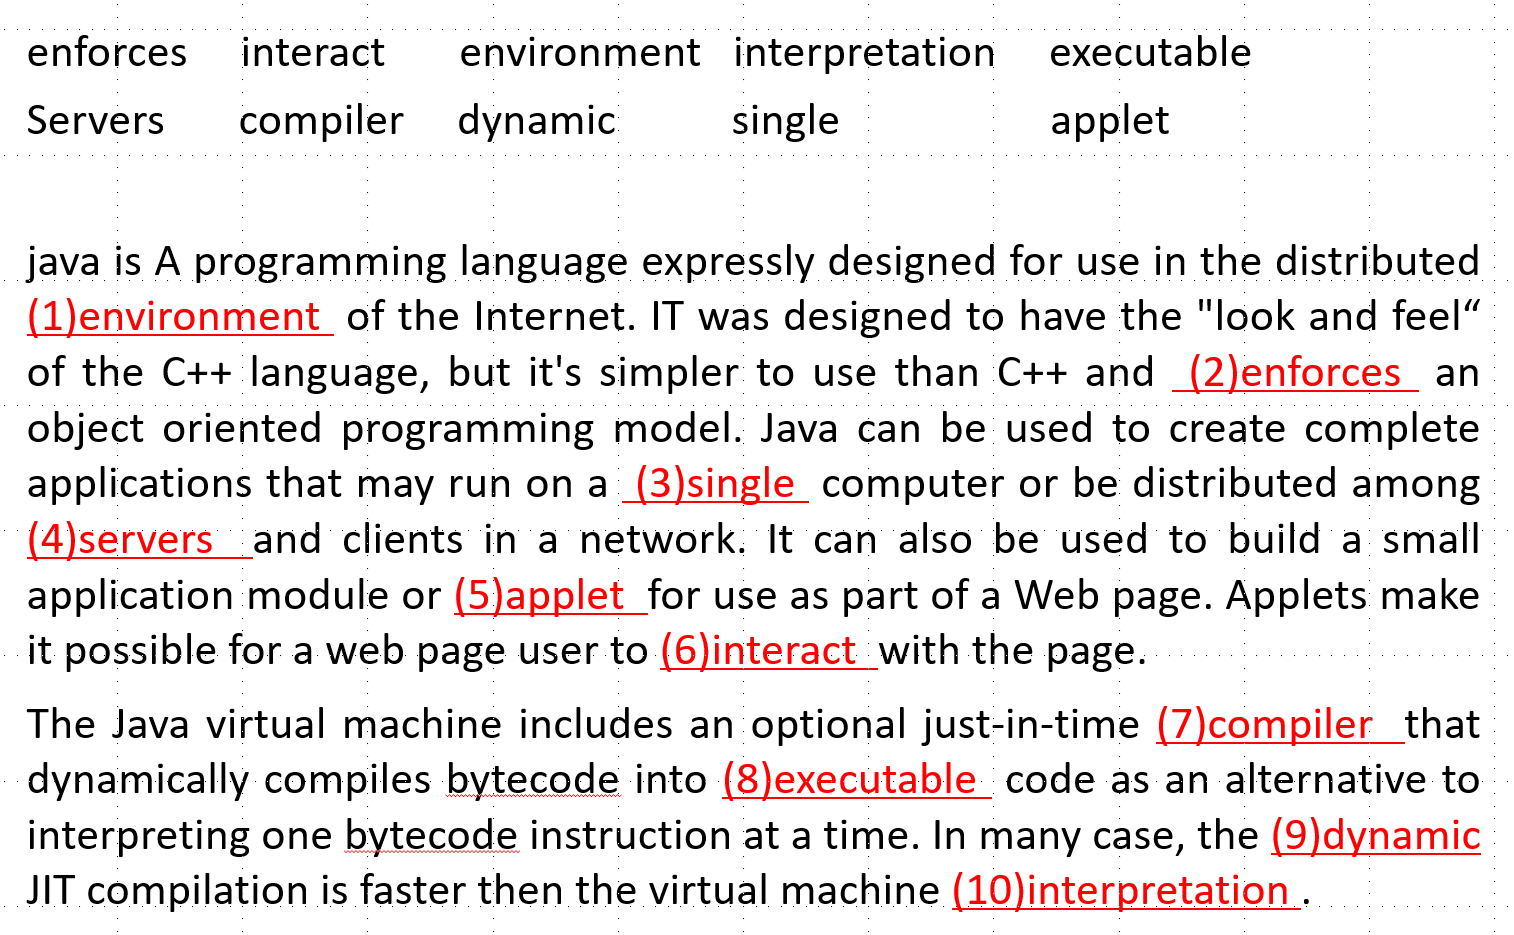 enforces interact environment interpretation executable
Servers compiler dynamic single applet
java is A programming language expressly designed for use in the distributed
(1)environment of the Internet. IT was designed to have the "look and feel“
of the C++ language, but it's simpler to use than C++ and (2)enforces an
object oriented programming model. Java can be used to create complete
applications that may run on a (3)single computer or be distributed among
(4)servers and clients in a network. It can also be used to build a small
application module or (5)applet for use as part of a Web page. Applets make
it possible for a web page user to (6)interact with the page.
The Java virtual machine includes an optional just-in-time (7)compiler that
dynamically compiles bytecode into (8)executable code as an alternative to
interpreting one bytecode instruction at a time. In many case, the (9)dynamic
JIT compilation is faster then the virtual machine (10)interpretation .